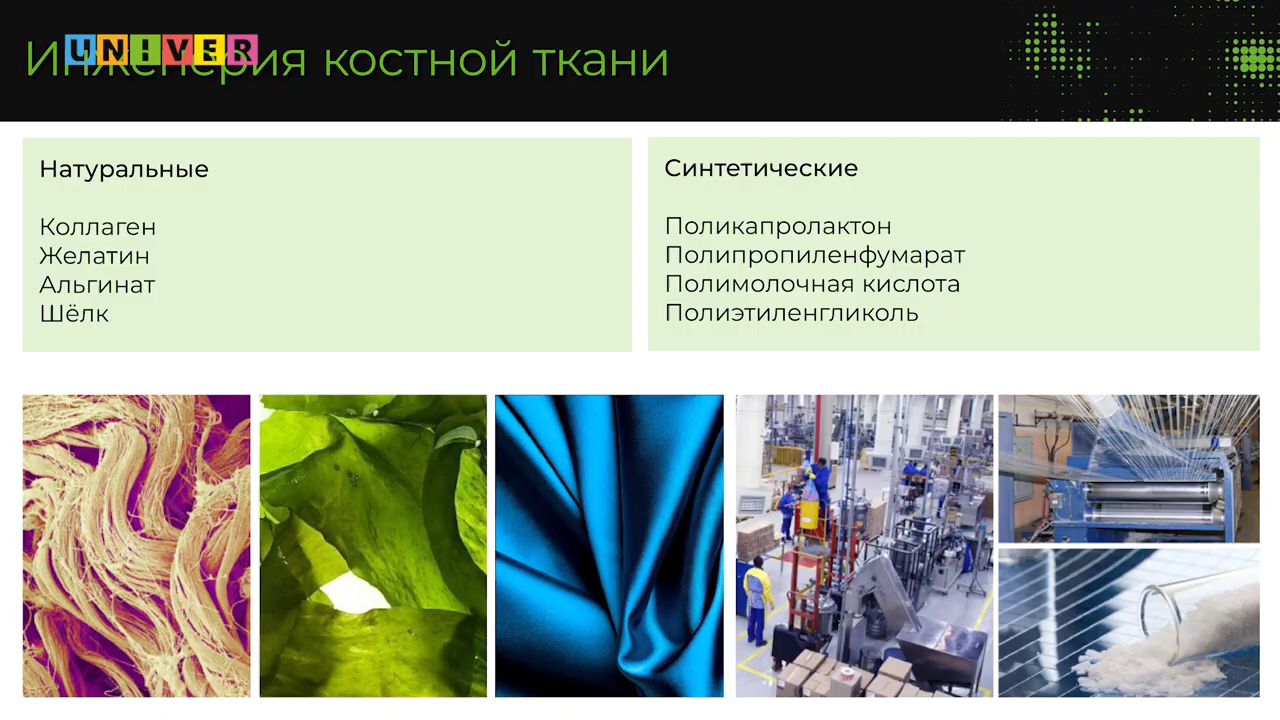 UNIVER
Инженерия костной ткани
Натуральные
Коллаген
Желатин
Альгинат
Шёлк
Синтетические
Поликапролактон
Полипропиленфумарат
Полимолочная кислота
Полиэтиленгликоль